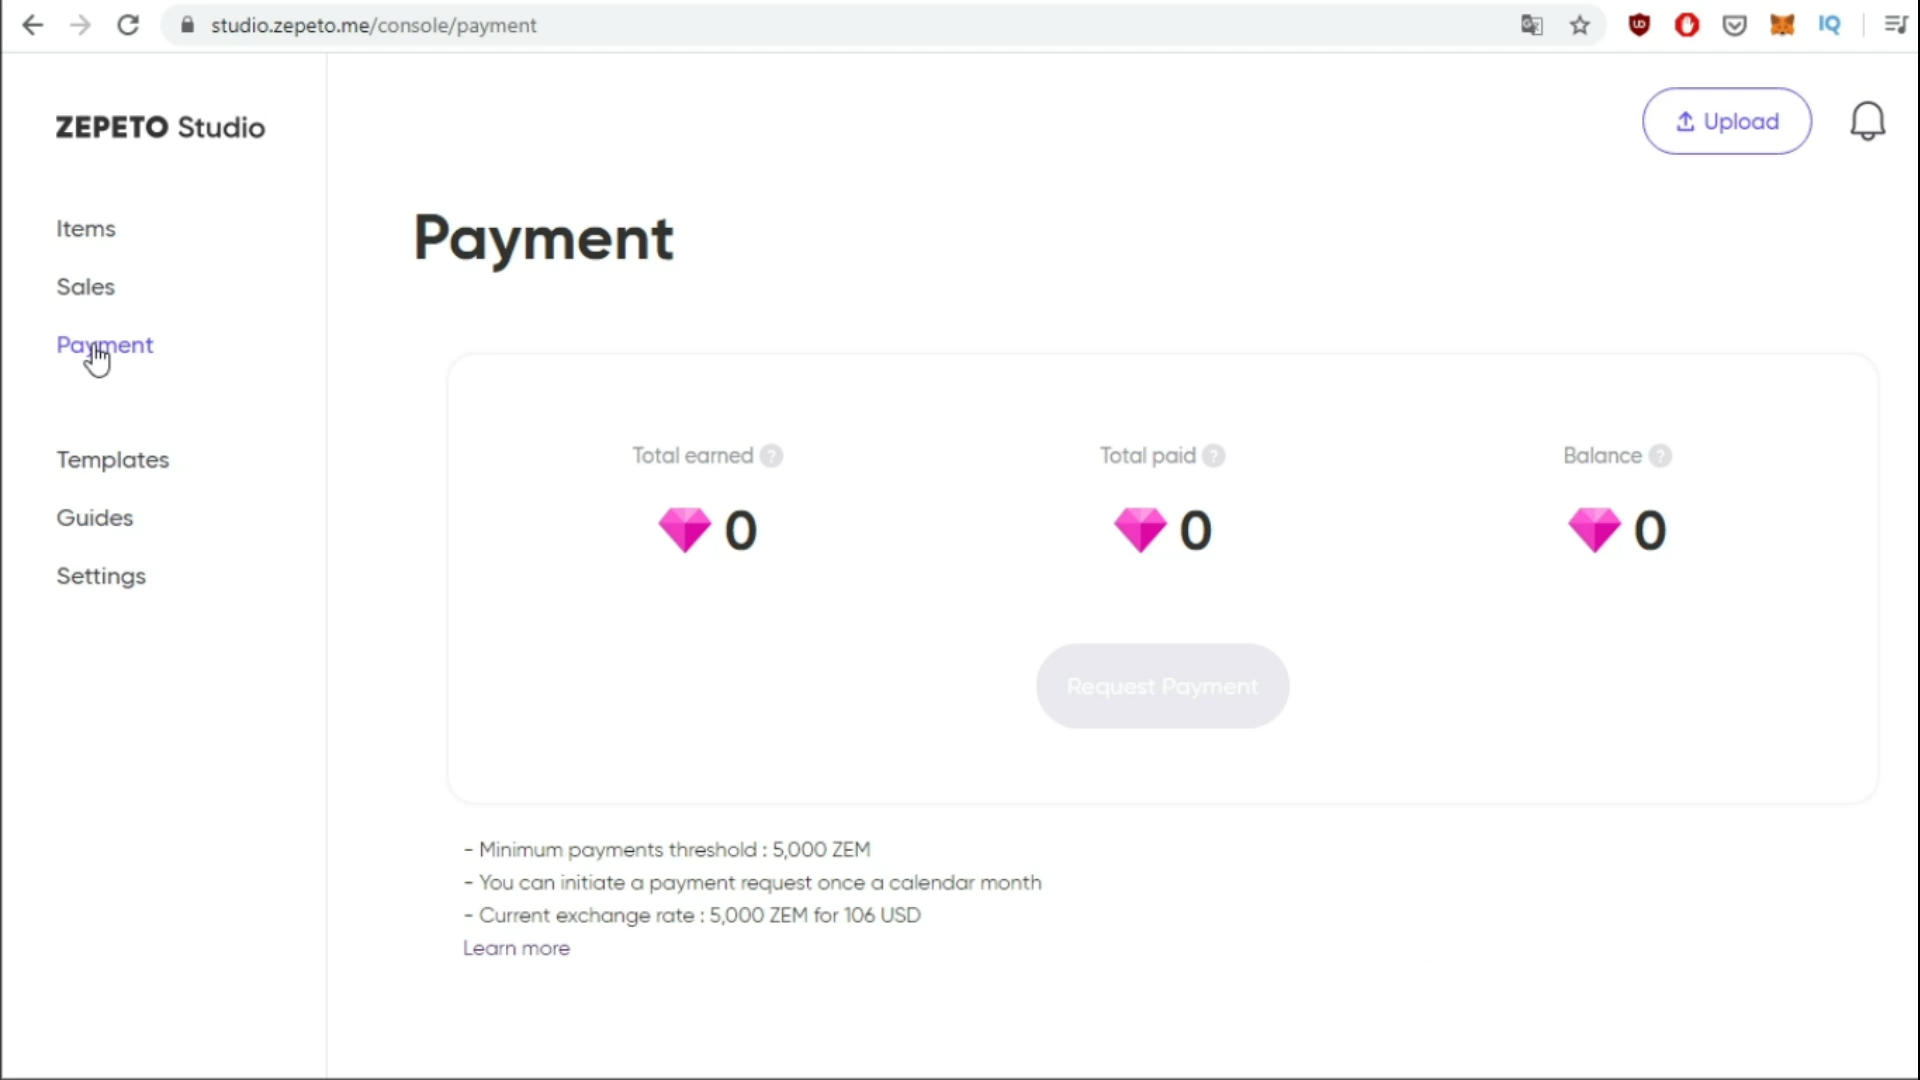 studio.zepeto.me/console/payment
IQ
ZEPETO Studio
Upload
Items
Sales
Payment
Templates
Guides
Settings
Payment
Total earned ?
Total paid ?
Balance ?
0
0
0
Request Payment
- Minimum payments threshold : 5,000 ZEM
- You can initiate a payment request once a calendar month
- Current exchange rate : 5,000 ZEM for 106 USD
Learn more